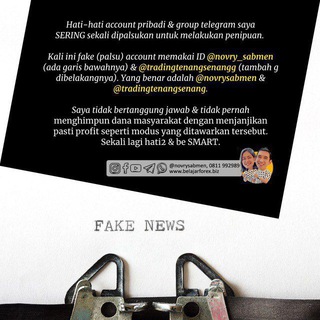 Hati-hati account pribadi & group telegram saya
SERING sekali dipalsukan untuk melakukan penipuan.
Kali ini fake (palsu) account memakai ID @novry_sabmen
(ada garis bawahnya) & @tradingtenangsenangg (tambah g
dibelakangnya). Yang benar adalah @novrysabmen &
@tradingtenangsenang.
Saya tidak bertanggung jawab & tidak pernah
menghimpun dana masyarakat dengan menjanjikan
pasti profit seperti modus yang ditawarkan tersebut.
Sekali lagi hati2 & be SMART.
@novrysabmen, 0811 992989
www.belajarforex.biz
FAKE NEWS